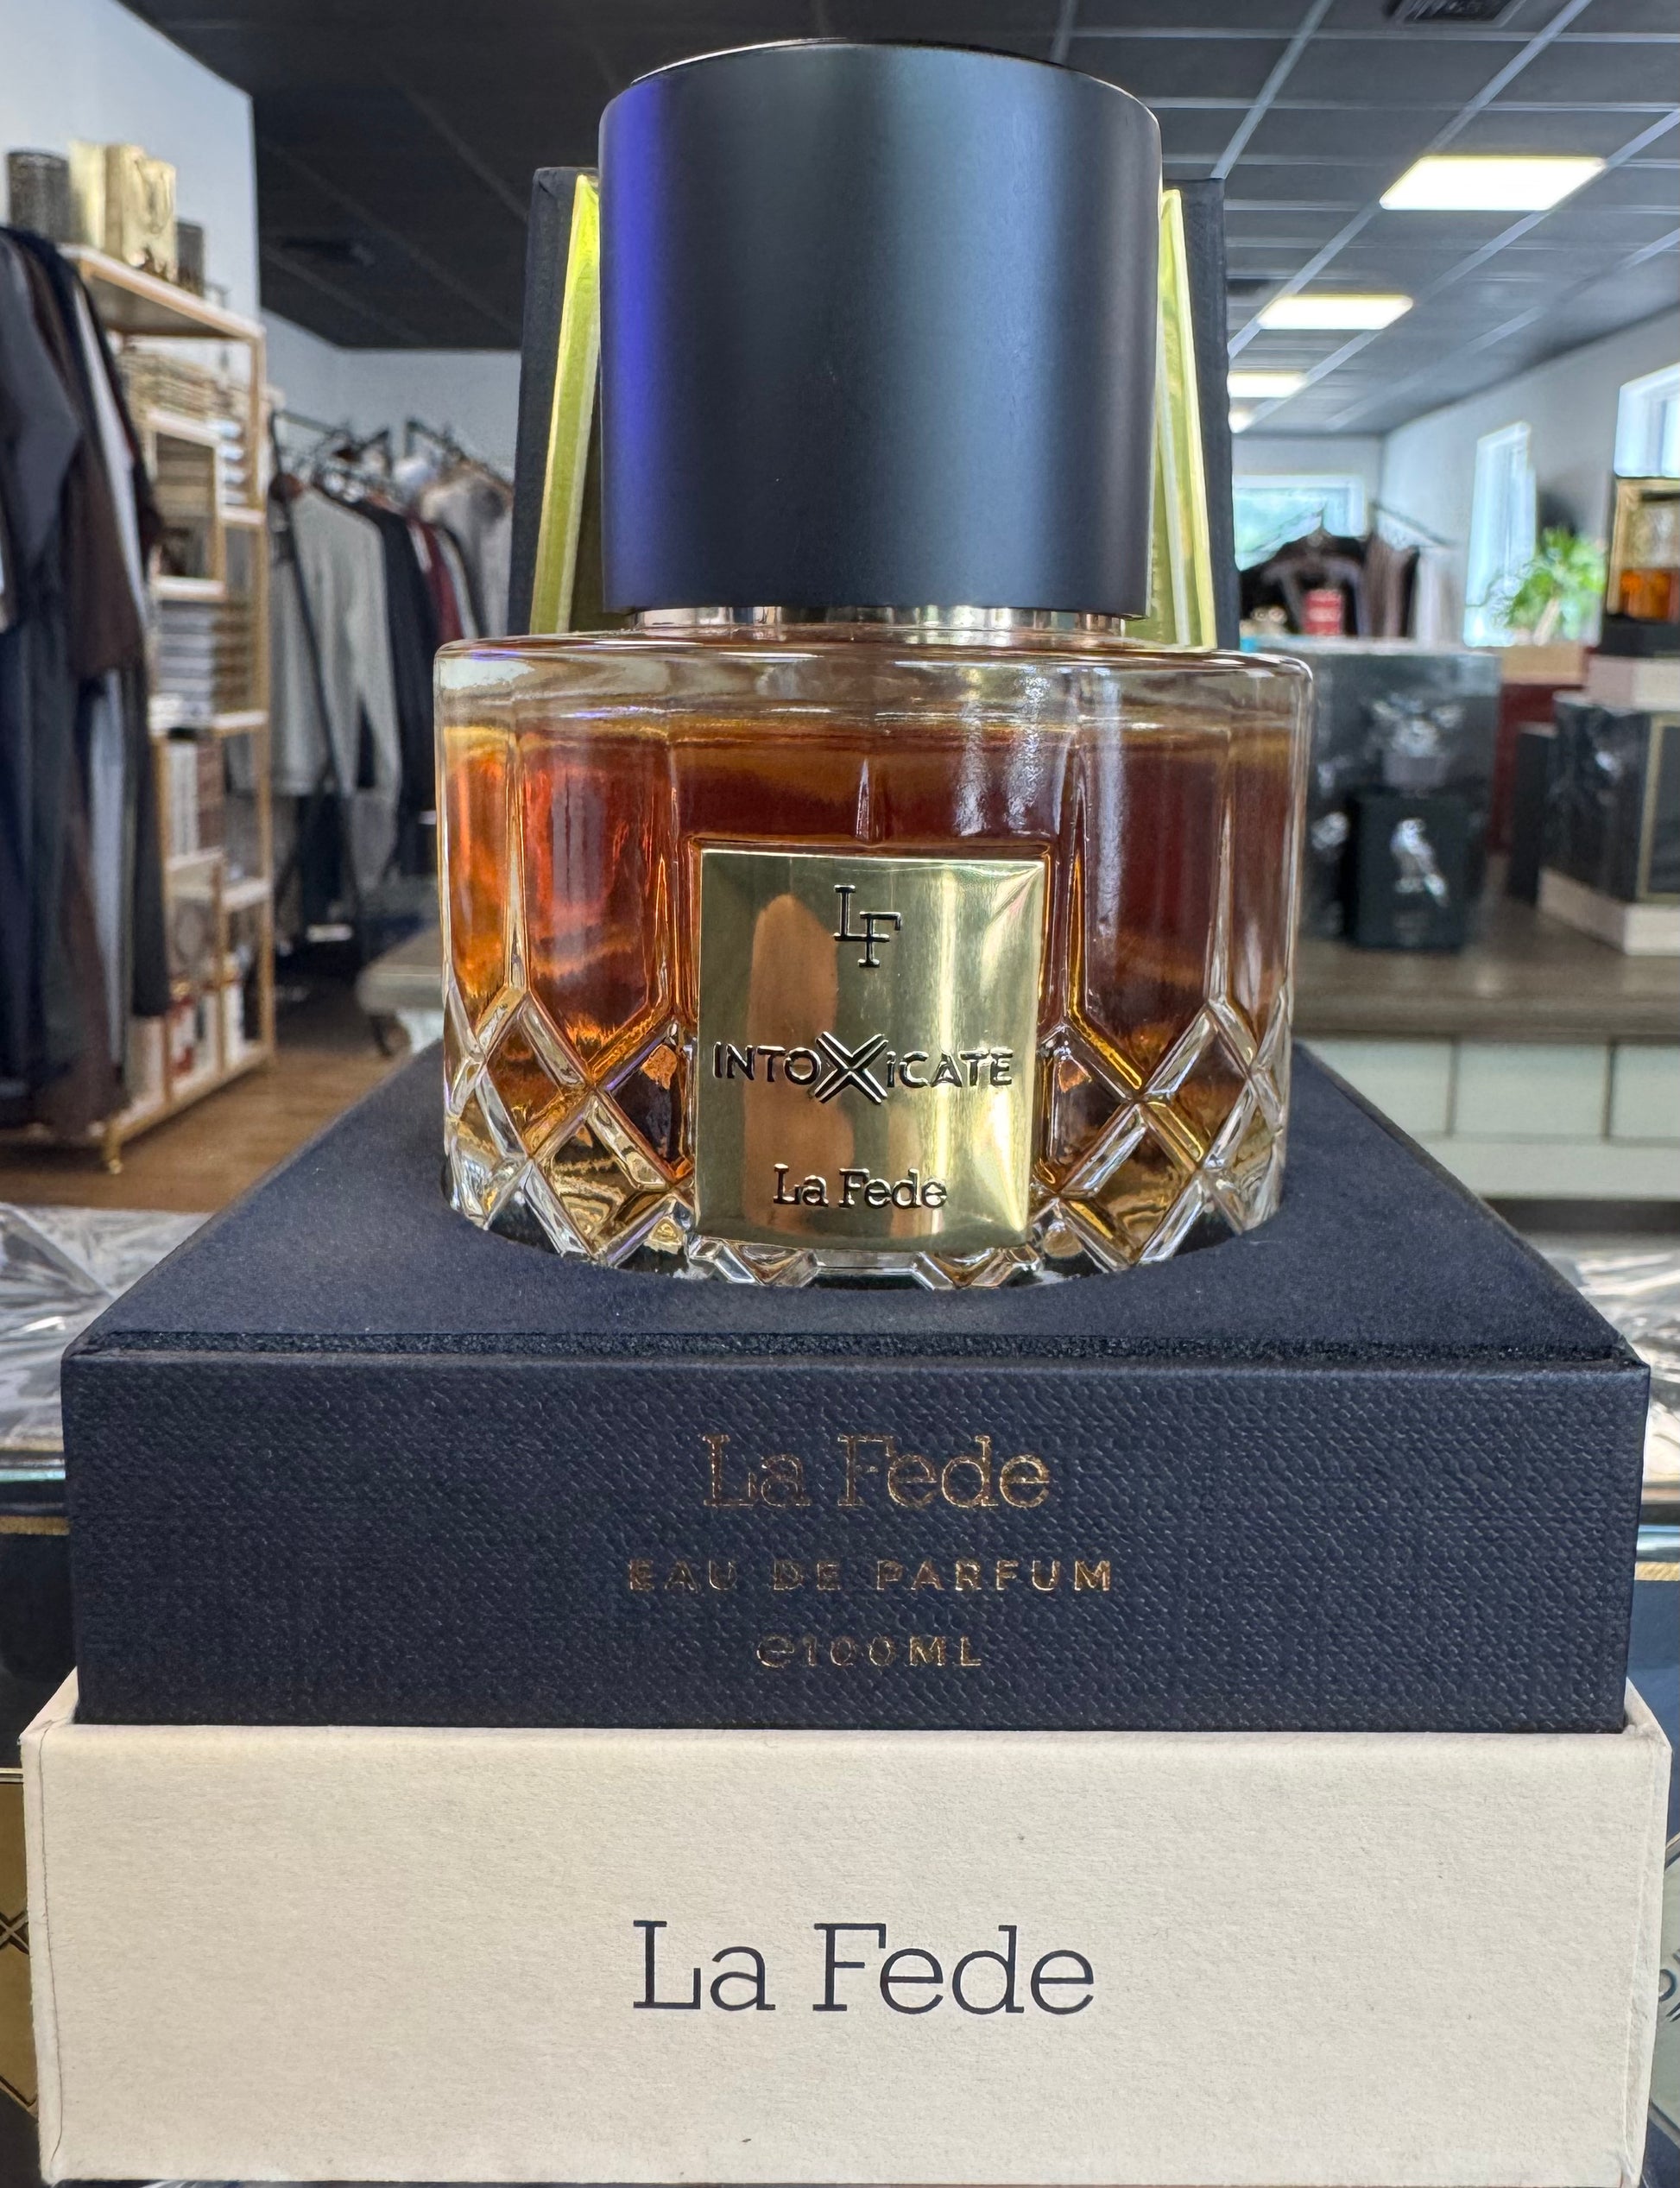 LF
INTOXiCATE
La Fede
La Fede
EAU DE PARFUM
℮100ML
La Fede